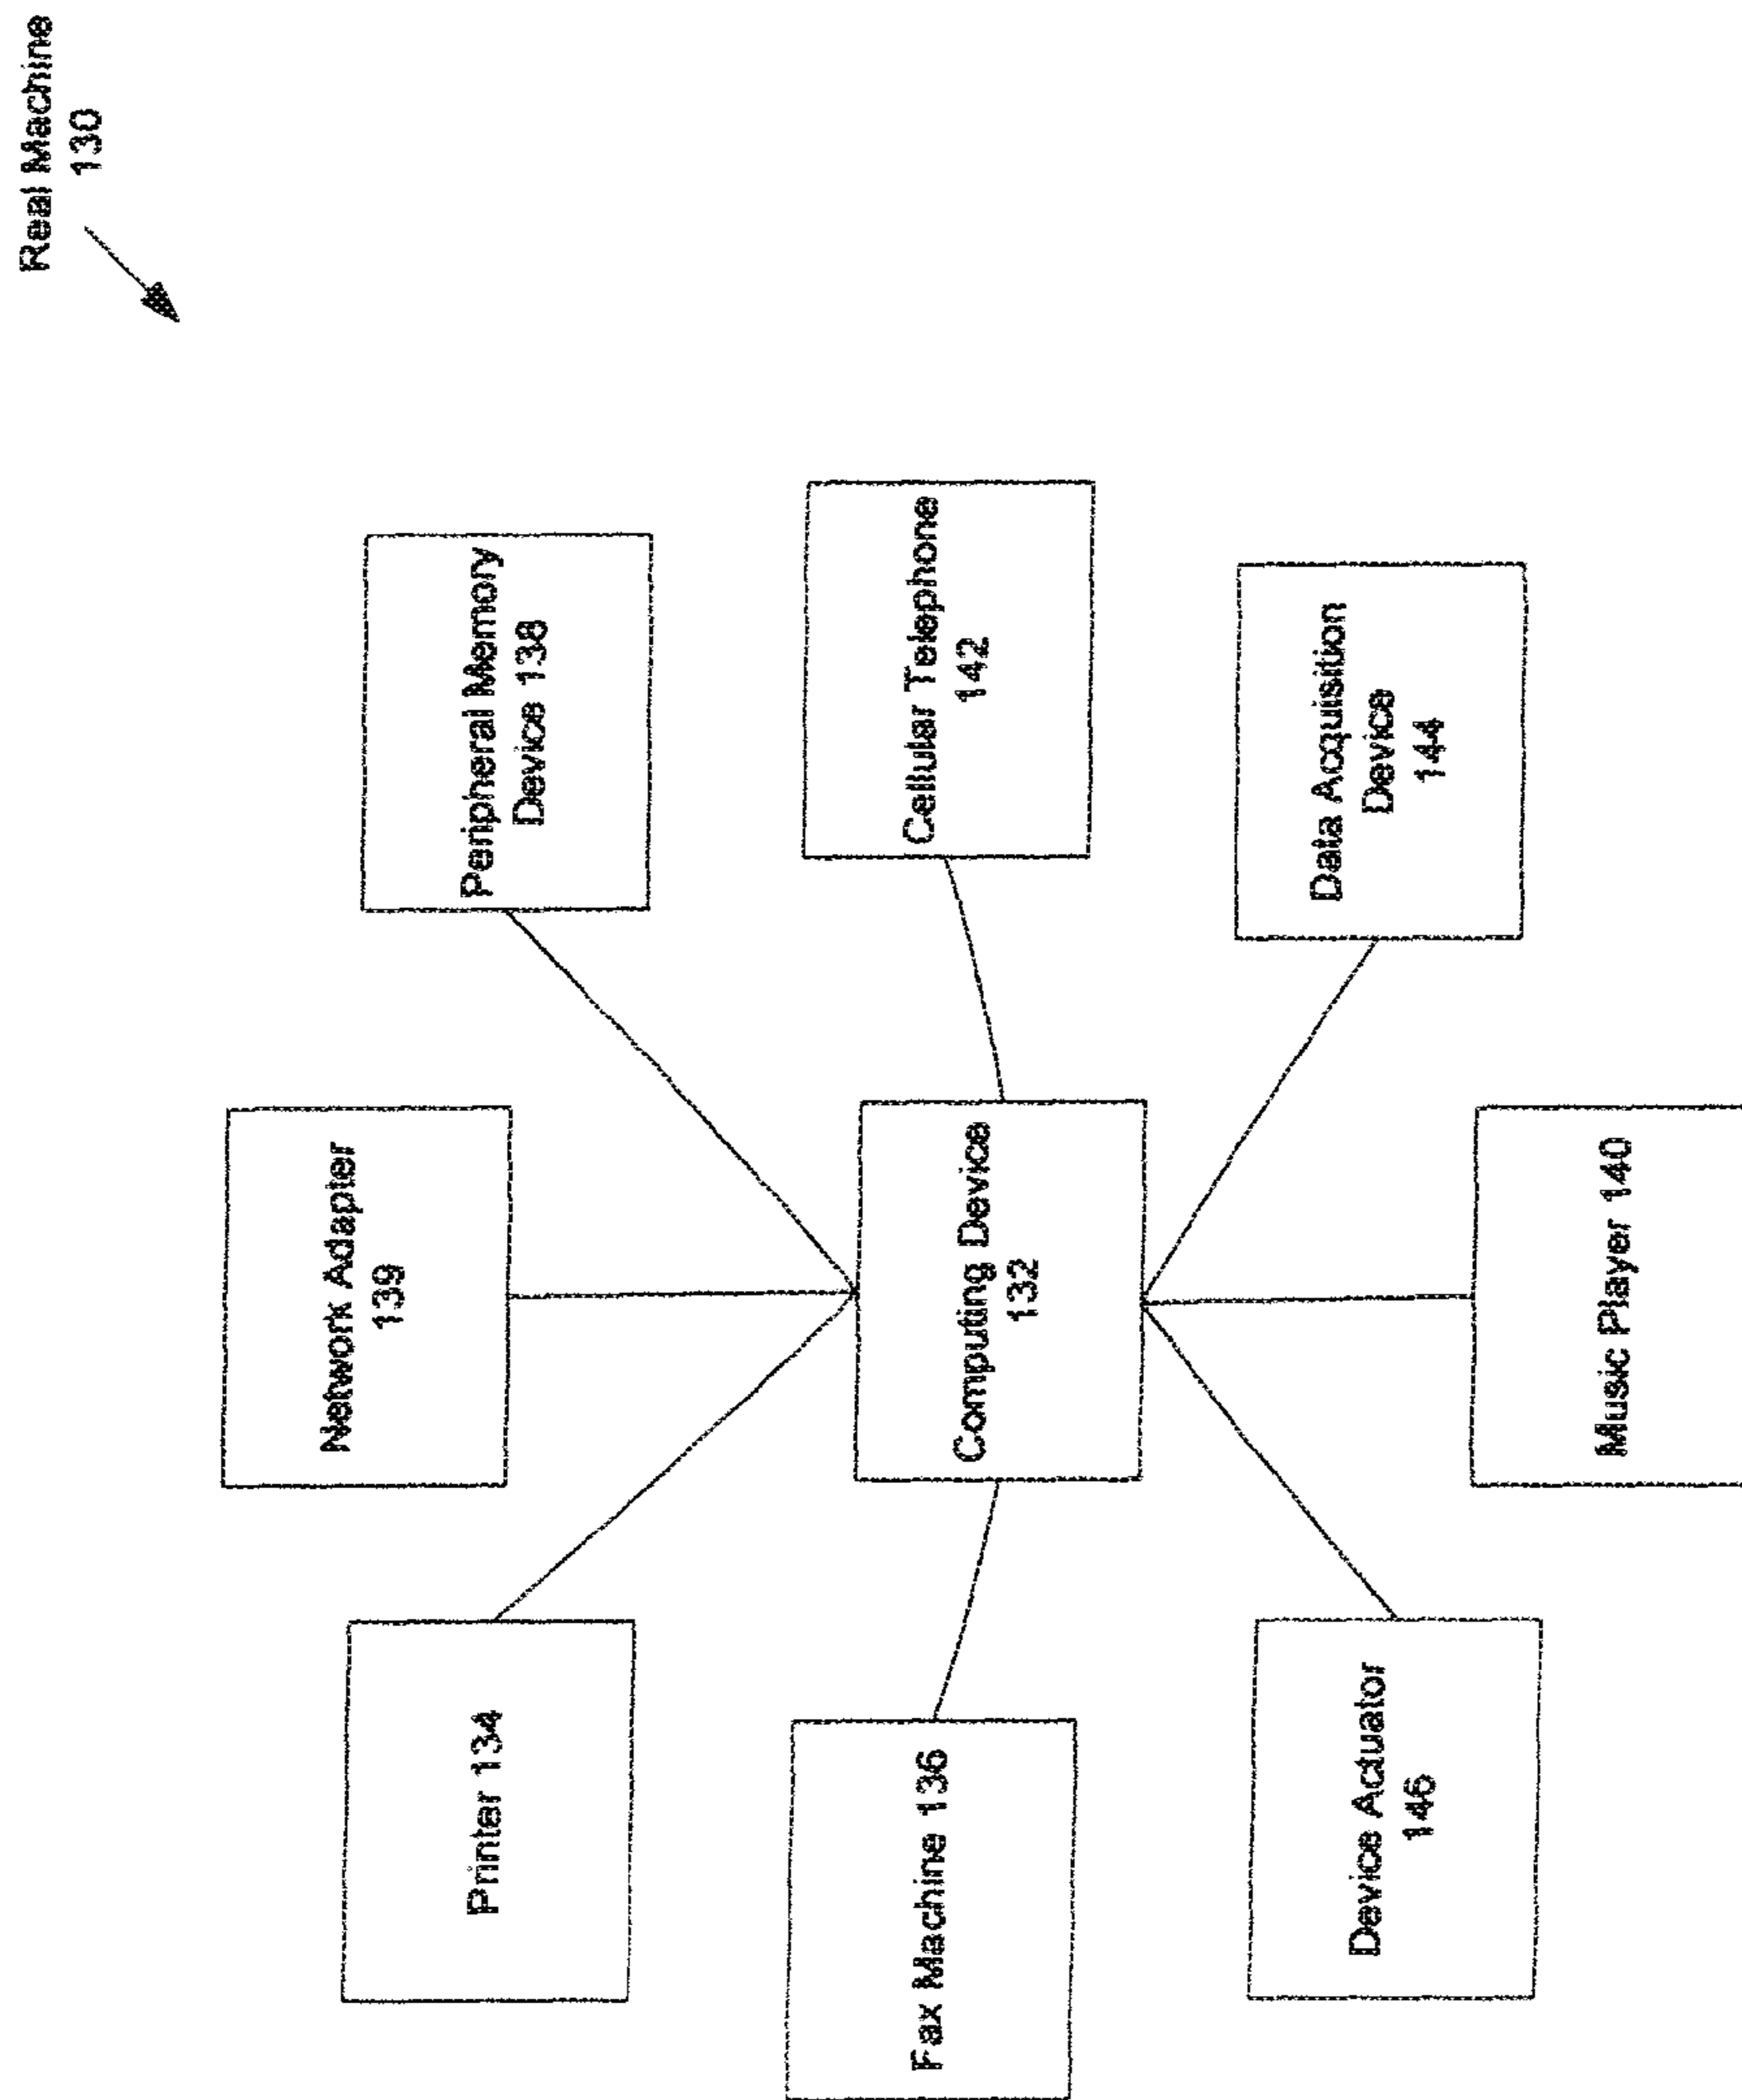 Real Machine
130
Network Adapter
139
Printer 134
Peripheral Memory
Device 138
Fax Machine 136
Computing Device
132
Cellular Telephone
142
Device Actuator
146
Data Acquisition
Device
144
Music Player 140